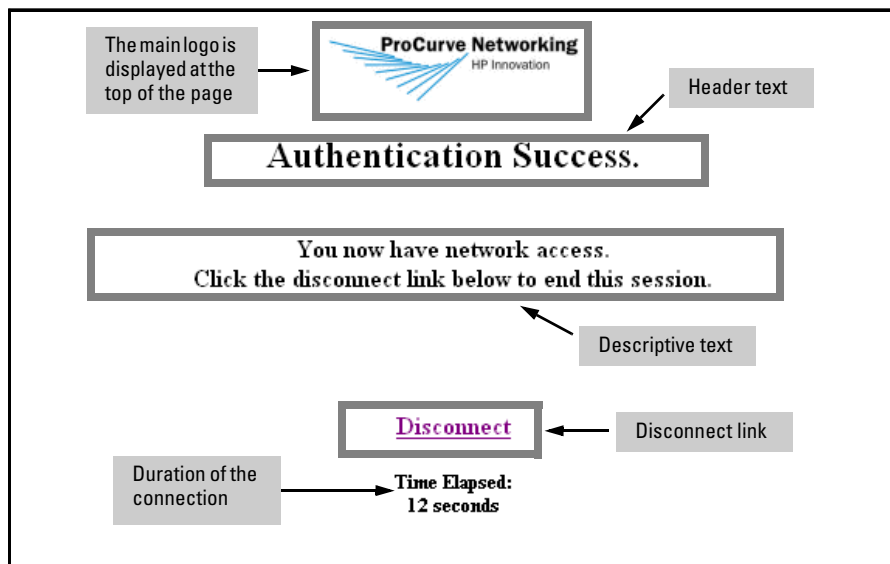 The main logo is
displayed at the
top of the page
ProCurve Networking
HP Innovation
Header text
Authentication Success.
You now have network access.
Click the disconnect link below to end this session.
Descriptive text
Disconnect
Disconnect link
Duration of the
connection
Time Elapsed:
12 seconds